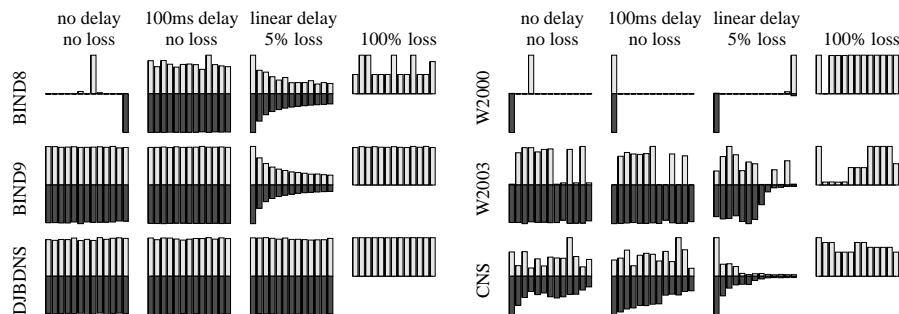 no delay
no loss
100ms delay
no loss
linear delay
5% loss
100% loss
BIND8
BIND9
DJBDNS
no delay
no loss
100ms delay
no loss
linear delay
5% loss
100% loss
W2000
W2003
CNS